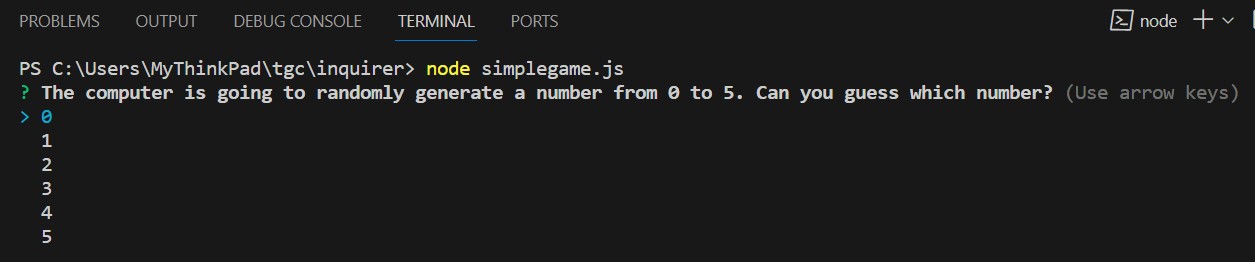 PROBLEMS OUTPUT DEBUG CONSOLE TERMINAL PORTS node
PS C:\Users\MyThinkPad\tgc\inquirer> node simplegame.js
? The computer is going to randomly generate a number from 0 to 5. Can you guess which number? (Use arrow keys)
> 0
1
2
3
4
5